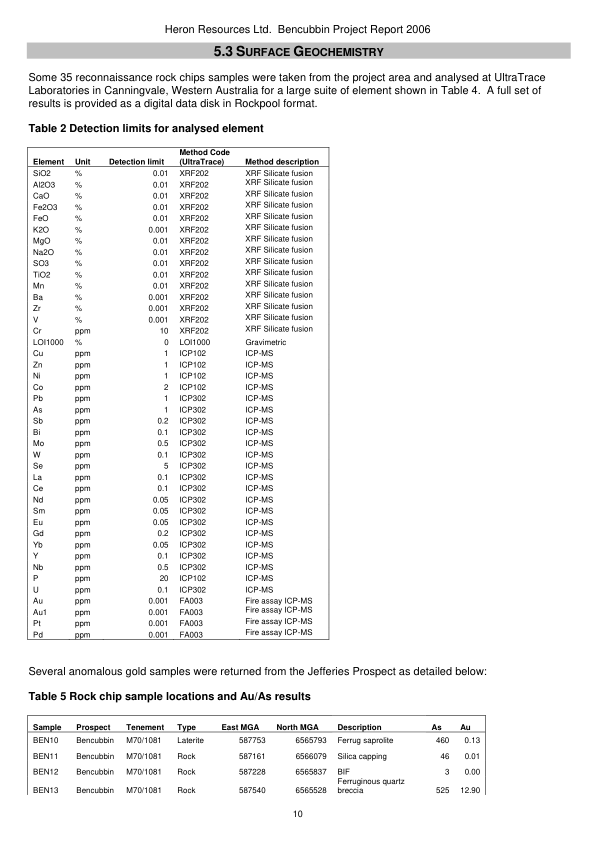 Heron Resources Ltd.  Bencubbin Project Report 2006
5.3 SURFACE GEOCHEMISTRY
Some 35 reconnaissance rock chips samples were taken from the project area and analysed at UltraTrace
Laboratories in Canningvale, Western Australia for a large suite of element shown in Table 4.  A full set of
results is provided as a digital data disk in Rockpool format.
Table 2 Detection limits for analysed element
Element Unit Detection limit Method Code (UltraTrace) Method description
SiO2 % 0.01 XRF202 XRF Silicate fusion
Al2O3 % 0.01 XRF202 XRF Silicate fusion
CaO % 0.01 XRF202 XRF Silicate fusion
Fe2O3 % 0.01 XRF202 XRF Silicate fusion
FeO % 0.01 XRF202 XRF Silicate fusion
K2O % 0.001 XRF202 XRF Silicate fusion
MgO % 0.01 XRF202 XRF Silicate fusion
Na2O % 0.01 XRF202 XRF Silicate fusion
SO3 % 0.01 XRF202 XRF Silicate fusion
TiO2 % 0.01 XRF202 XRF Silicate fusion
Mn % 0.01 XRF202 XRF Silicate fusion
Ba % 0.001 XRF202 XRF Silicate fusion
Zr % 0.001 XRF202 XRF Silicate fusion
V % 0.001 XRF202 XRF Silicate fusion
Cr ppm 10 XRF202 XRF Silicate fusion
LOI1000 % 0 LOI1000 Gravimetric
Cu ppm 1 ICP102 ICP-MS
Zn ppm 1 ICP102 ICP-MS
Ni ppm 1 ICP102 ICP-MS
Co ppm 2 ICP102 ICP-MS
Pb ppm 1 ICP302 ICP-MS
As ppm 1 ICP302 ICP-MS
Sb ppm 0.2 ICP302 ICP-MS
Bi ppm 0.1 ICP302 ICP-MS
Mo ppm 0.5 ICP302 ICP-MS
W ppm 0.1 ICP302 ICP-MS
Se ppm 5 ICP302 ICP-MS
La ppm 0.1 ICP302 ICP-MS
Ce ppm 0.1 ICP302 ICP-MS
Nd ppm 0.05 ICP302 ICP-MS
Sm ppm 0.05 ICP302 ICP-MS
Eu ppm 0.05 ICP302 ICP-MS
Gd ppm 0.2 ICP302 ICP-MS
Yb ppm 0.05 ICP302 ICP-MS
Y ppm 0.1 ICP302 ICP-MS
Nb ppm 0.5 ICP302 ICP-MS
P ppm 20 ICP102 ICP-MS
U ppm 0.1 ICP302 ICP-MS
Au ppm 0.001 FA003 Fire assay ICP-MS
Au1 ppm 0.001 FA003 Fire assay ICP-MS
Pt ppm 0.001 FA003 Fire assay ICP-MS
Pd ppm 0.001 FA003 Fire assay ICP-MS
Several anomalous gold samples were returned from the Jefferies Prospect as detailed below:
Table 5 Rock chip sample locations and Au/As results
Sample Prospect Tenement Type East MGA North MGA Description As Au
BEN10 Bencubbin M70/1081 Laterite 587753 6565793 Ferrug saprolite 460 0.13
BEN11 Bencubbin M70/1081 Rock 587161 6566079 Silica capping 46 0.01
BEN12 Bencubbin M70/1081 Rock 587228 6565837 BIF 3 0.00
BEN13 Bencubbin M70/1081 Rock 587540 6565528 Ferruginous quartz breccia 525 12.90
10